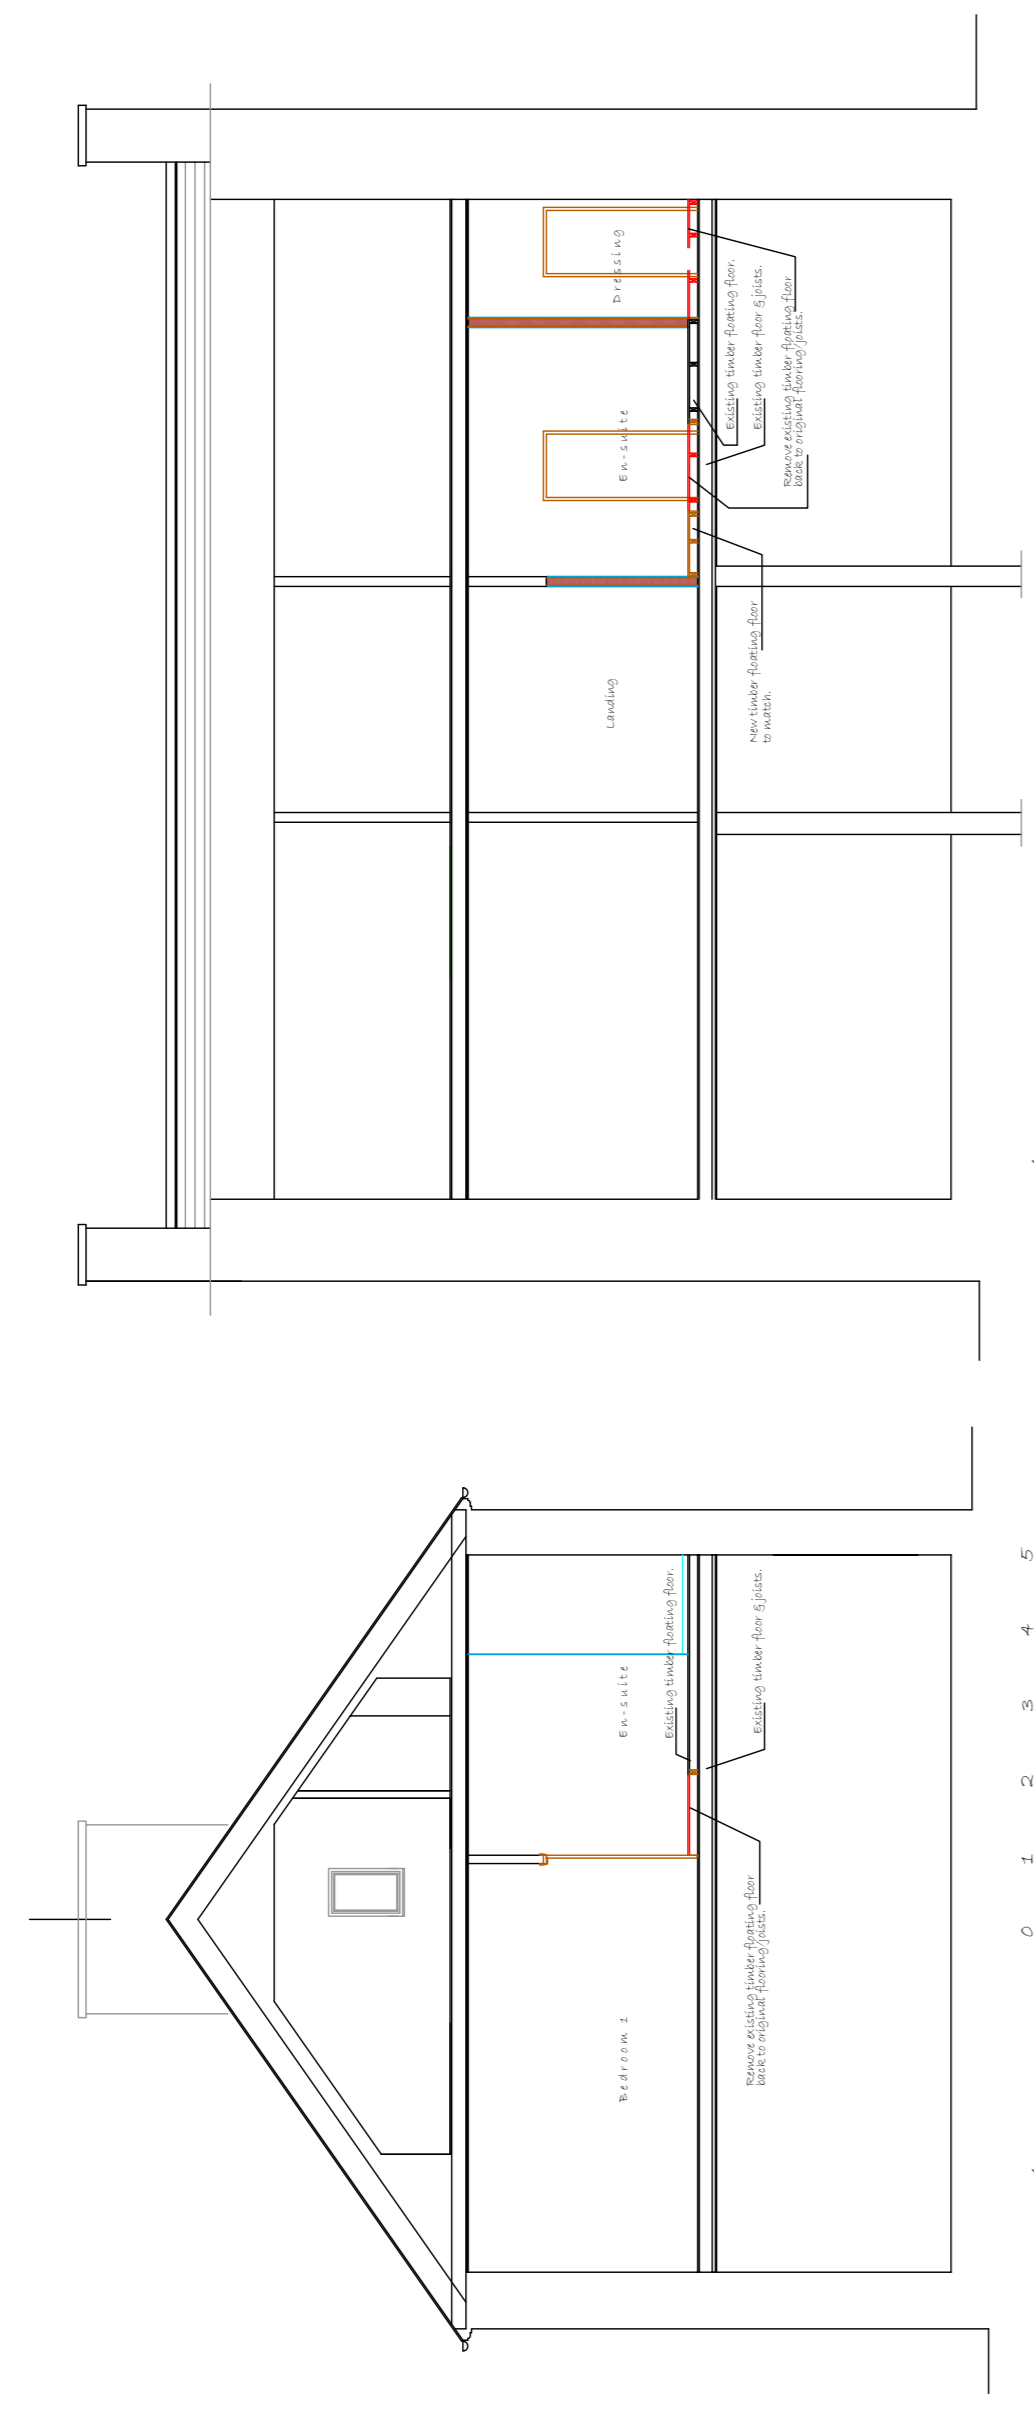 Bedroom 1
En-suite
Existing timber floating floor.
Existing timber floor & joists.
Remove existing timber floating floor
back to original flooring/joists.
0 1 2 3 4 5
Landing
En-suite
Dressing
Existing timber floating floor.
Existing timber floor & joists.
Remove existing timber floating floor
back to original flooring/joists.
New timber floating floor
to match.